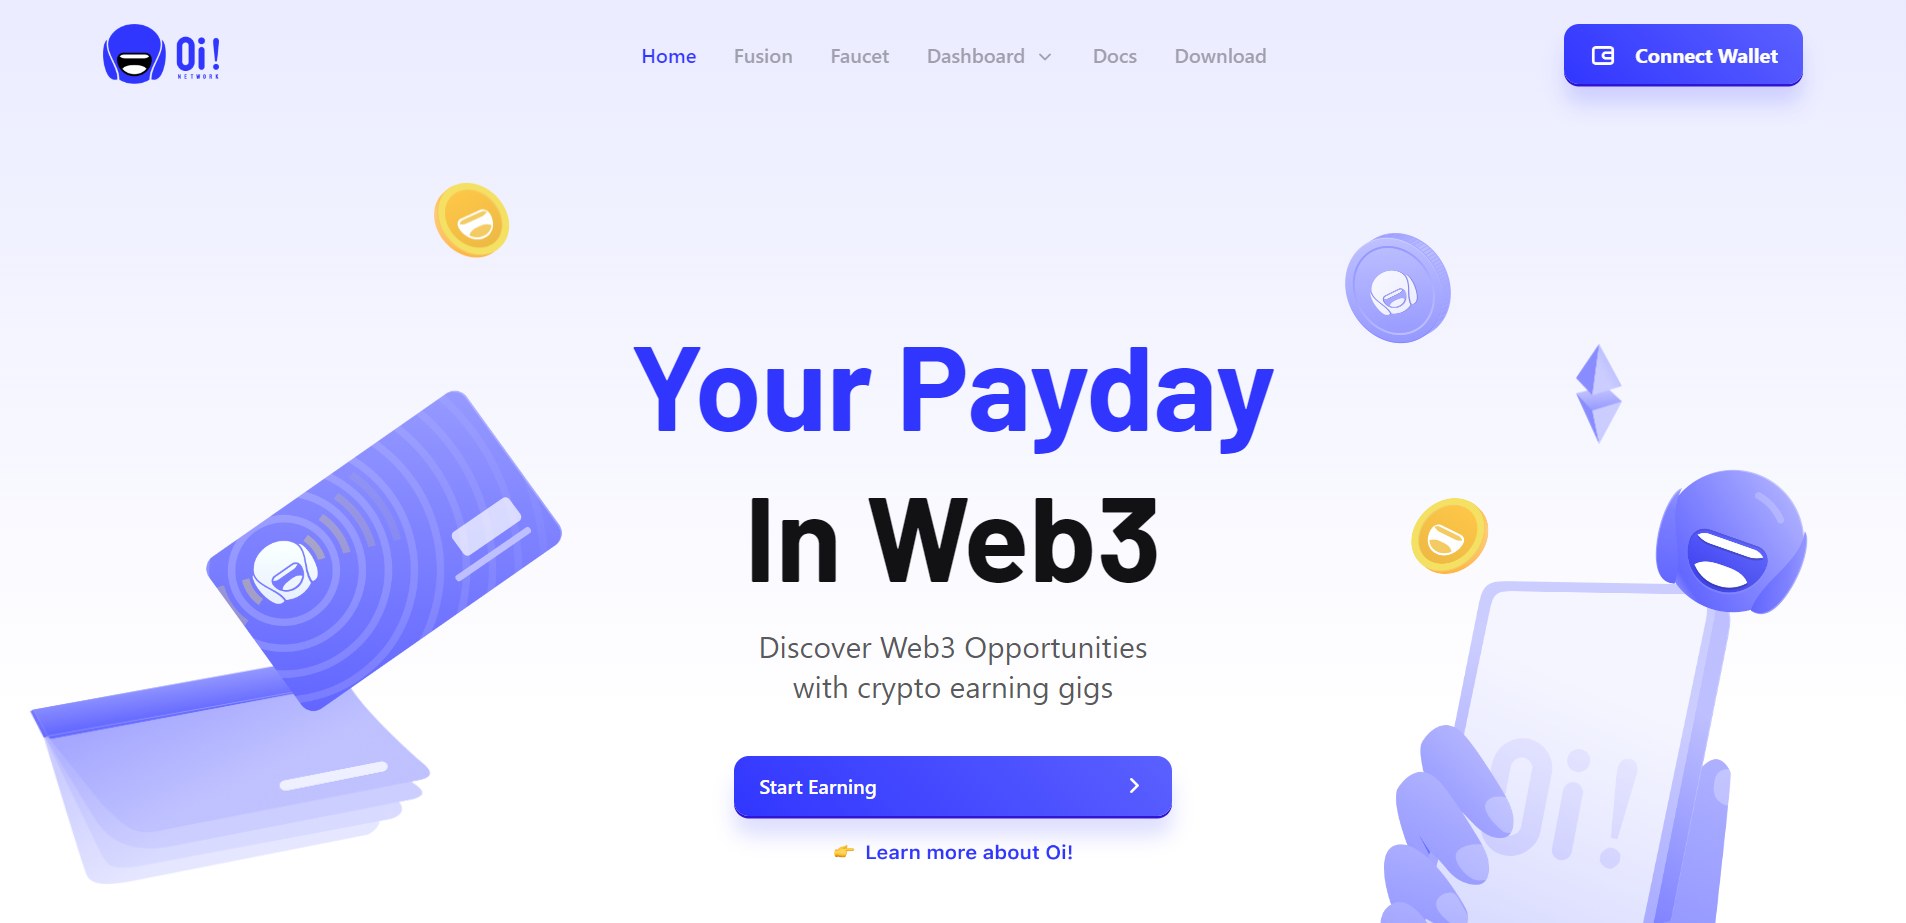 Oi!
NETWORK
Home Fusion Faucet Dashboard Docs Download
Connect Wallet
Your Payday
In Web3
Discover Web3 Opportunities
with crypto earning gigs
Start Earning
👉 Learn more about Oi!
Oi!